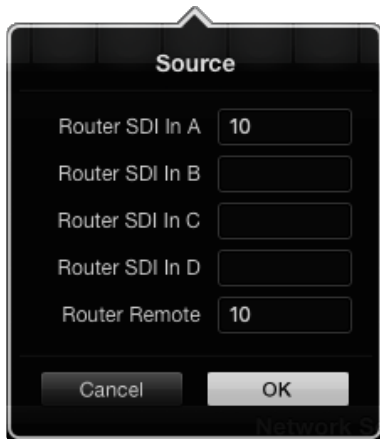 Source
Router SDI In A 10
Router SDI In B
Router SDI In C
Router SDI In D
Router Remote 10
Cancel OK
Network S